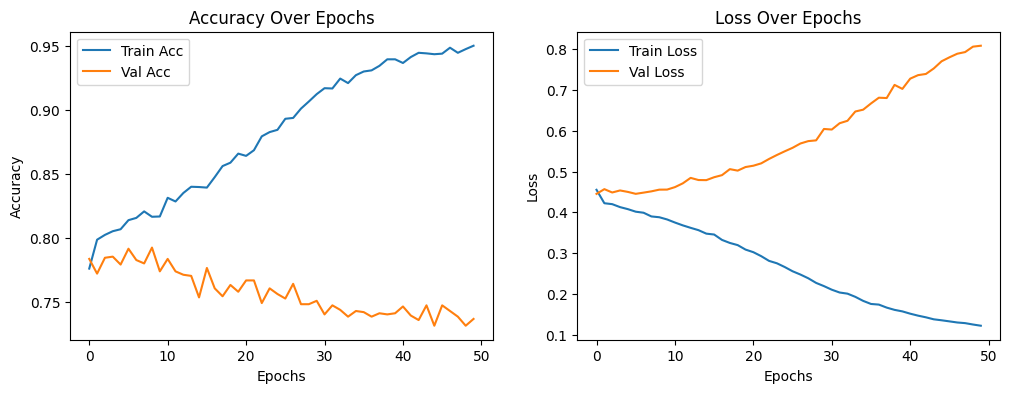 Accuracy Over Epochs
Train Acc
Val Acc
0.95
0.90
0.85
0.80
0.75
Accuracy
0 10 20 30 40 50
Epochs
Loss Over Epochs
Train Loss
Val Loss
0.8
0.7
0.6
0.5
0.4
0.3
0.2
0.1
Loss
0 10 20 30 40 50
Epochs